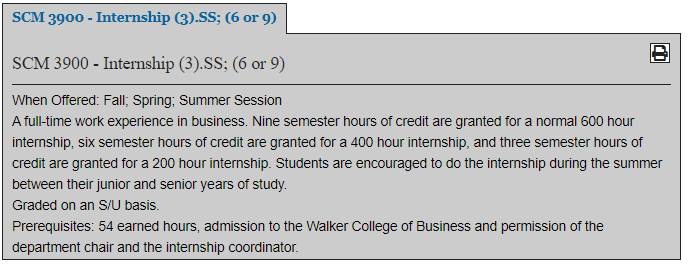 SCM 3900 - Internship (3).SS; (6 or 9)
SCM 3900 - Internship (3).SS; (6 or 9)
When Offered: Fall; Spring; Summer Session
A full-time work experience in business. Nine semester hours of credit are granted for a normal 600 hour
internship, six semester hours of credit are granted for a 400 hour internship, and three semester hours of
credit are granted for a 200 hour internship. Students are encouraged to do the internship during the summer
between their junior and senior years of study.
Graded on an S/U basis.
Prerequisites: 54 earned hours, admission to the Walker College of Business and permission of the
department chair and the internship coordinator.